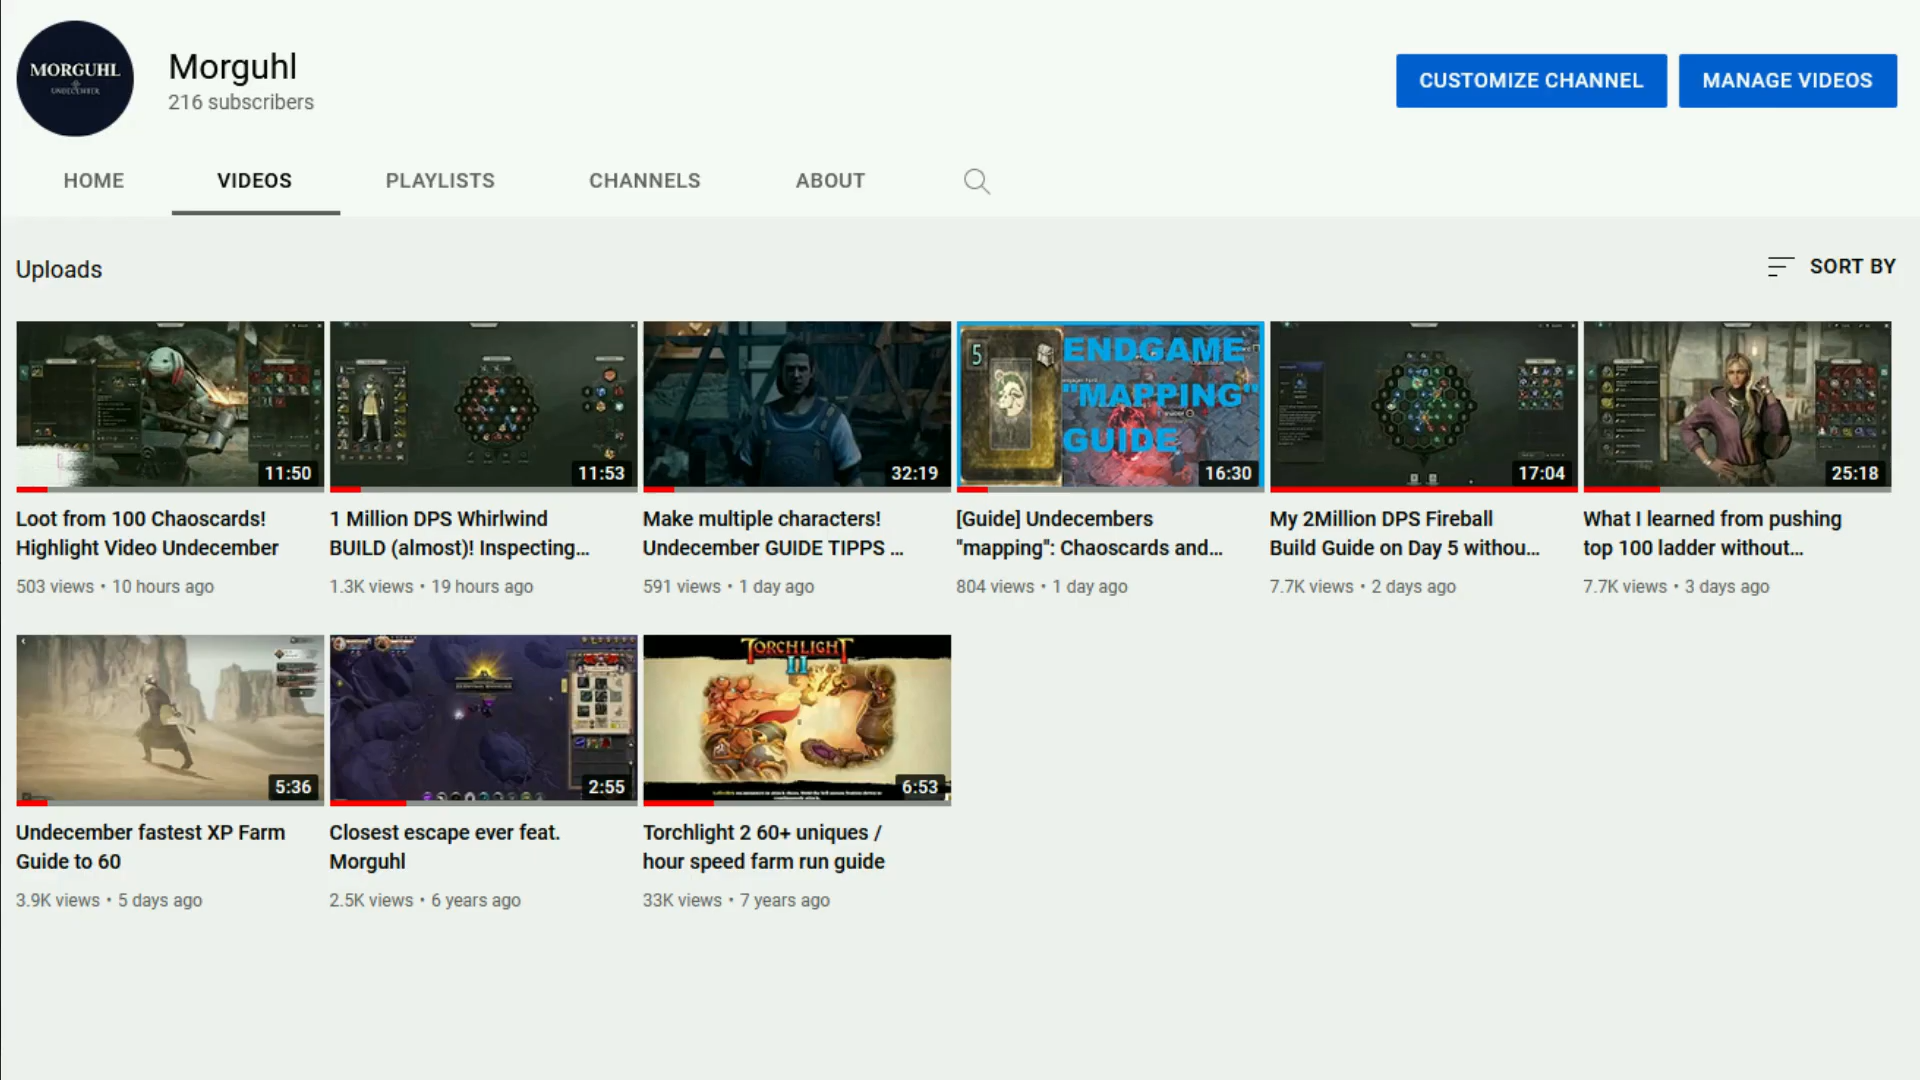 MORGUHL
UNDECEMBER
Morguhl
216 subscribers
CUSTOMIZE CHANNEL
MANAGE VIDEOS
HOME
VIDEOS
PLAYLISTS
CHANNELS
ABOUT
Uploads
SORT BY
11:50
11:53
32:19
5
ENDGAME
"MAPPING"
GUIDE
16:30
17:04
25:18
Loot from 100 Chaoscards!
Highlight Video Undecember
503 views • 10 hours ago
1 Million DPS Whirlwind
BUILD (almost)! Inspecting...
1.3K views • 19 hours ago
Make multiple characters!
Undecember GUIDE TIPPS ...
591 views • 1 day ago
[Guide] Undecembers
"mapping": Chaoscards and...
804 views • 1 day ago
My 2Million DPS Fireball
Build Guide on Day 5 withou...
7.7K views • 2 days ago
What I learned from pushing
top 100 ladder without...
7.7K views • 3 days ago
5:36
2:55
TORCHLIGHT
II
6:53
Undecember fastest XP Farm
Guide to 60
3.9K views • 5 days ago
Closest escape ever feat.
Morguhl
2.5K views • 6 years ago
Torchlight 2 60+ uniques /
hour speed farm run guide
33K views • 7 years ago